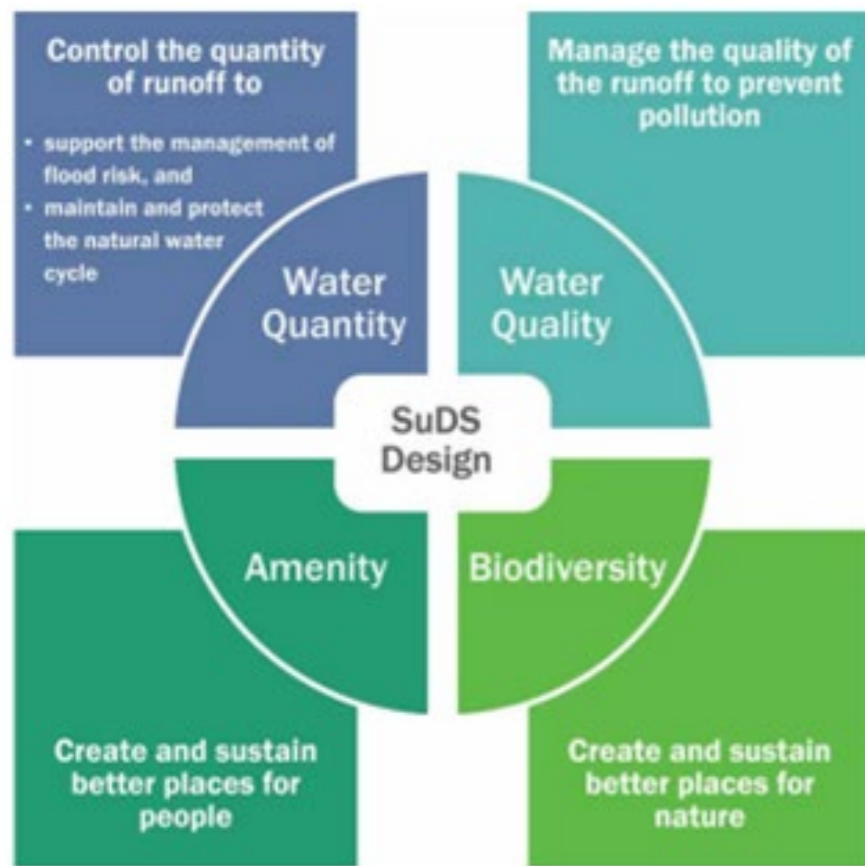 Control the quantity
of runoff to
• support the management of
flood risk, and
• maintain and protect
the natural water
cycle
Manage the quality of
the runoff to prevent
pollution
Water
Quantity
Water
Quality
SuDS
Design
Amenity
Biodiversity
Create and sustain
better places for
people
Create and sustain
better places for
nature